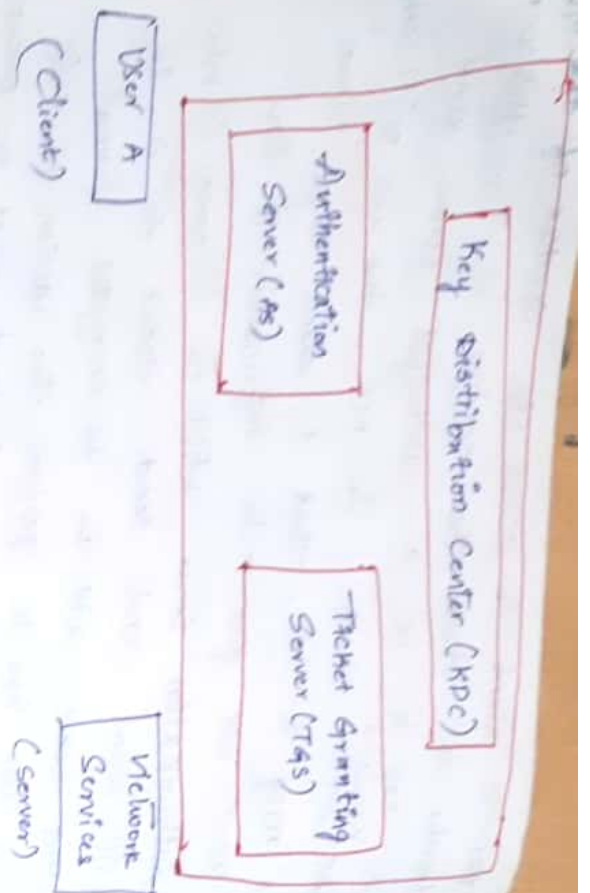 Key Distribution Center (KDC)
Authentication
Server (AS)
Ticket Granting
Server (TGS)
User A
(Client)
Network
Services
(Server)